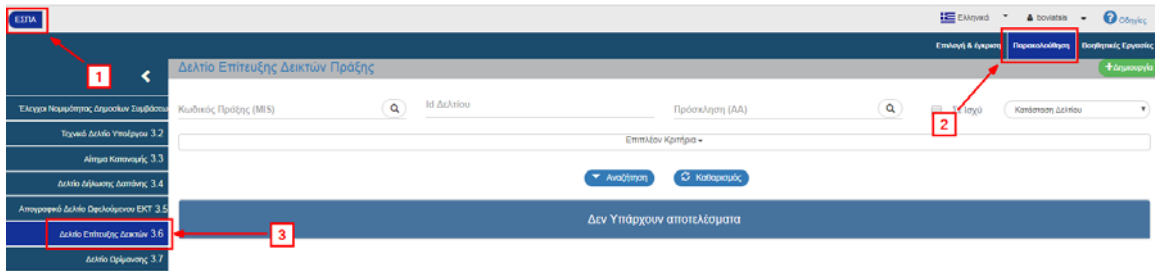 ΕΣΠΑ
Ελληνικά
boviatsis
Οδηγίες
Επιλογή & έγκριση
Παρακολούθηση
Βοηθητικές Εργασίες
1
2
Δελτίο Επίτευξης Δεικτών Πράξης
+Δημιουργία
Έλεγχοι Νομιμότητας Δημοσίων Συμβάσεων
Κωδικός Πράξης (MIS)
Id Δελτίου
Πρόσκληση (ΑΑ)
Σε Ισχύ
Κατάσταση Δελτίου
Τεχνικό Δελτίο Υποέργου 3.2
Επιπλέον Κριτήρια
Αίτημα Κατανομής 3.3
Δελτίο Δήλωσης Δαπάνης 3.4
Αναζήτηση
Καθαρισμός
Απογραφικό Δελτίο Ωφελούμενου ΕΚΤ 3.5
Δεν Υπάρχουν αποτελέσματα
Δελτίο Επίτευξης Δεικτών 3.6
3
Δελτίο Ωρίμανσης 3.7